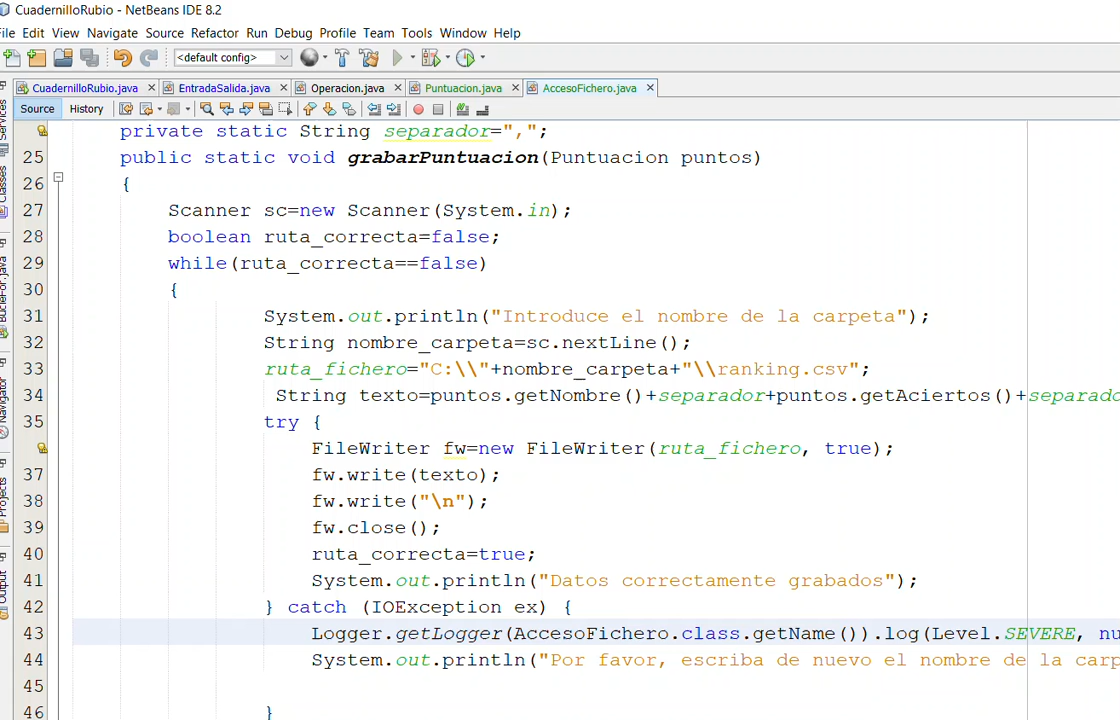 CuadernilloRubio - NetBeans IDE 8.2
File Edit View Navigate Source Refactor Run Debug Profile Team Tools Window Help
<default config>
CuadernilloRubio.java EntradaSalida.java Operacion.java Puntuacion.java AccesoFichero.java
Source History
private static String separador=",";
25 public static void grabarPuntuacion(Puntuacion puntos)
26 {
27 Scanner sc=new Scanner(System.in);
28 boolean ruta_correcta=false;
29 while(ruta_correcta==false)
30 {
31 System.out.println("Introduce el nombre de la carpeta");
32 String nombre_carpeta=sc.nextLine();
33 ruta_fichero="C:\\"+nombre_carpeta+"\\ranking.csv";
34 String texto=puntos.getNombre()+separador+puntos.getAciertos()+separado
35 try {
FileWriter fw=new FileWriter(ruta_fichero, true);
37 fw.write(texto);
38 fw.write("\n");
39 fw.close();
40 ruta_correcta=true;
41 System.out.println("Datos correctamente grabados");
42 } catch (IOException ex) {
43 Logger.getLogger(AccesoFichero.class.getName()).log(Level.SEVERE, nu
44 System.out.println("Por favor, escriba de nuevo el nombre de la carp
45
46 }
Services
Classes
BucleFor.java
Navigator
Projects
Output